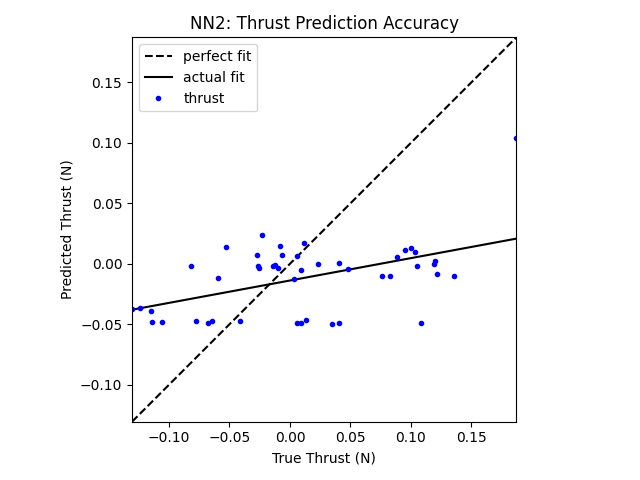 NN2: Thrust Prediction Accuracy
perfect fit
actual fit
thrust
0.15
0.10
0.05
0.00
−0.05
−0.10
Predicted Thrust (N)
−0.10 −0.05 0.00 0.05 0.10 0.15
True Thrust (N)